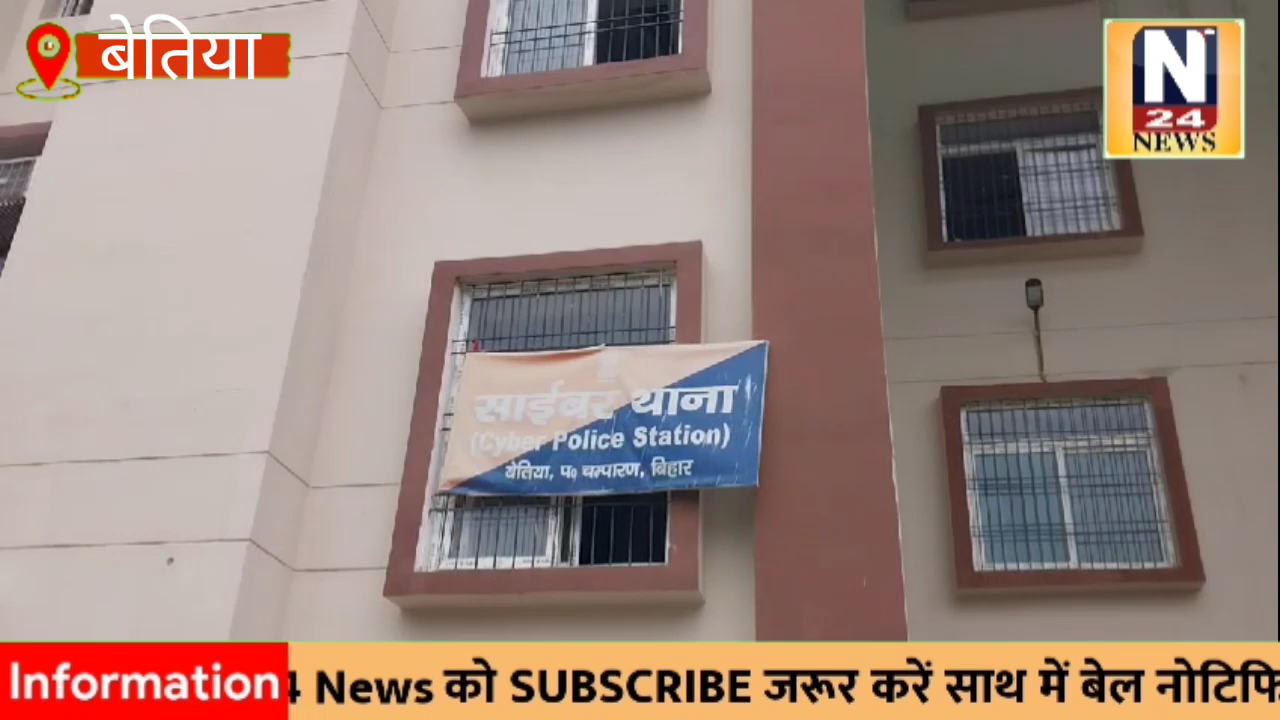 बेतिया
N
24
NEWS
साईबर थाना
(Cyber Police Station)
बेतिया, प० चम्पारण, बिहार
Information
4 News को SUBSCRIBE जरूर करें साथ में बेल नोटिफि